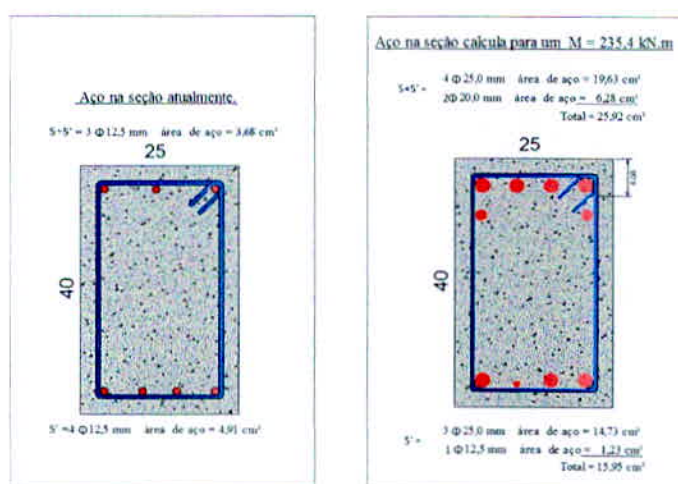 Aço na seção atualmente.
S+S' = 3 Φ 12,5 mm área de aço = 3,68 cm²
25
40
S' = 4 Φ 12,5 mm área de aço = 4,91 cm²
Aço na seção calcula para um M = 235,4 kN.m
4 Φ 25,0 mm área de aço = 19,63 cm²
S+S' =
2Φ 20,0 mm área de aço = 6,28 cm²
Total = 25,92 cm²
25
40
3 Φ 25,0 mm área de aço = 14,73 cm²
S' =
1 Φ 12,5 mm área de aço = 1,23 cm²
Total = 15,95 cm²